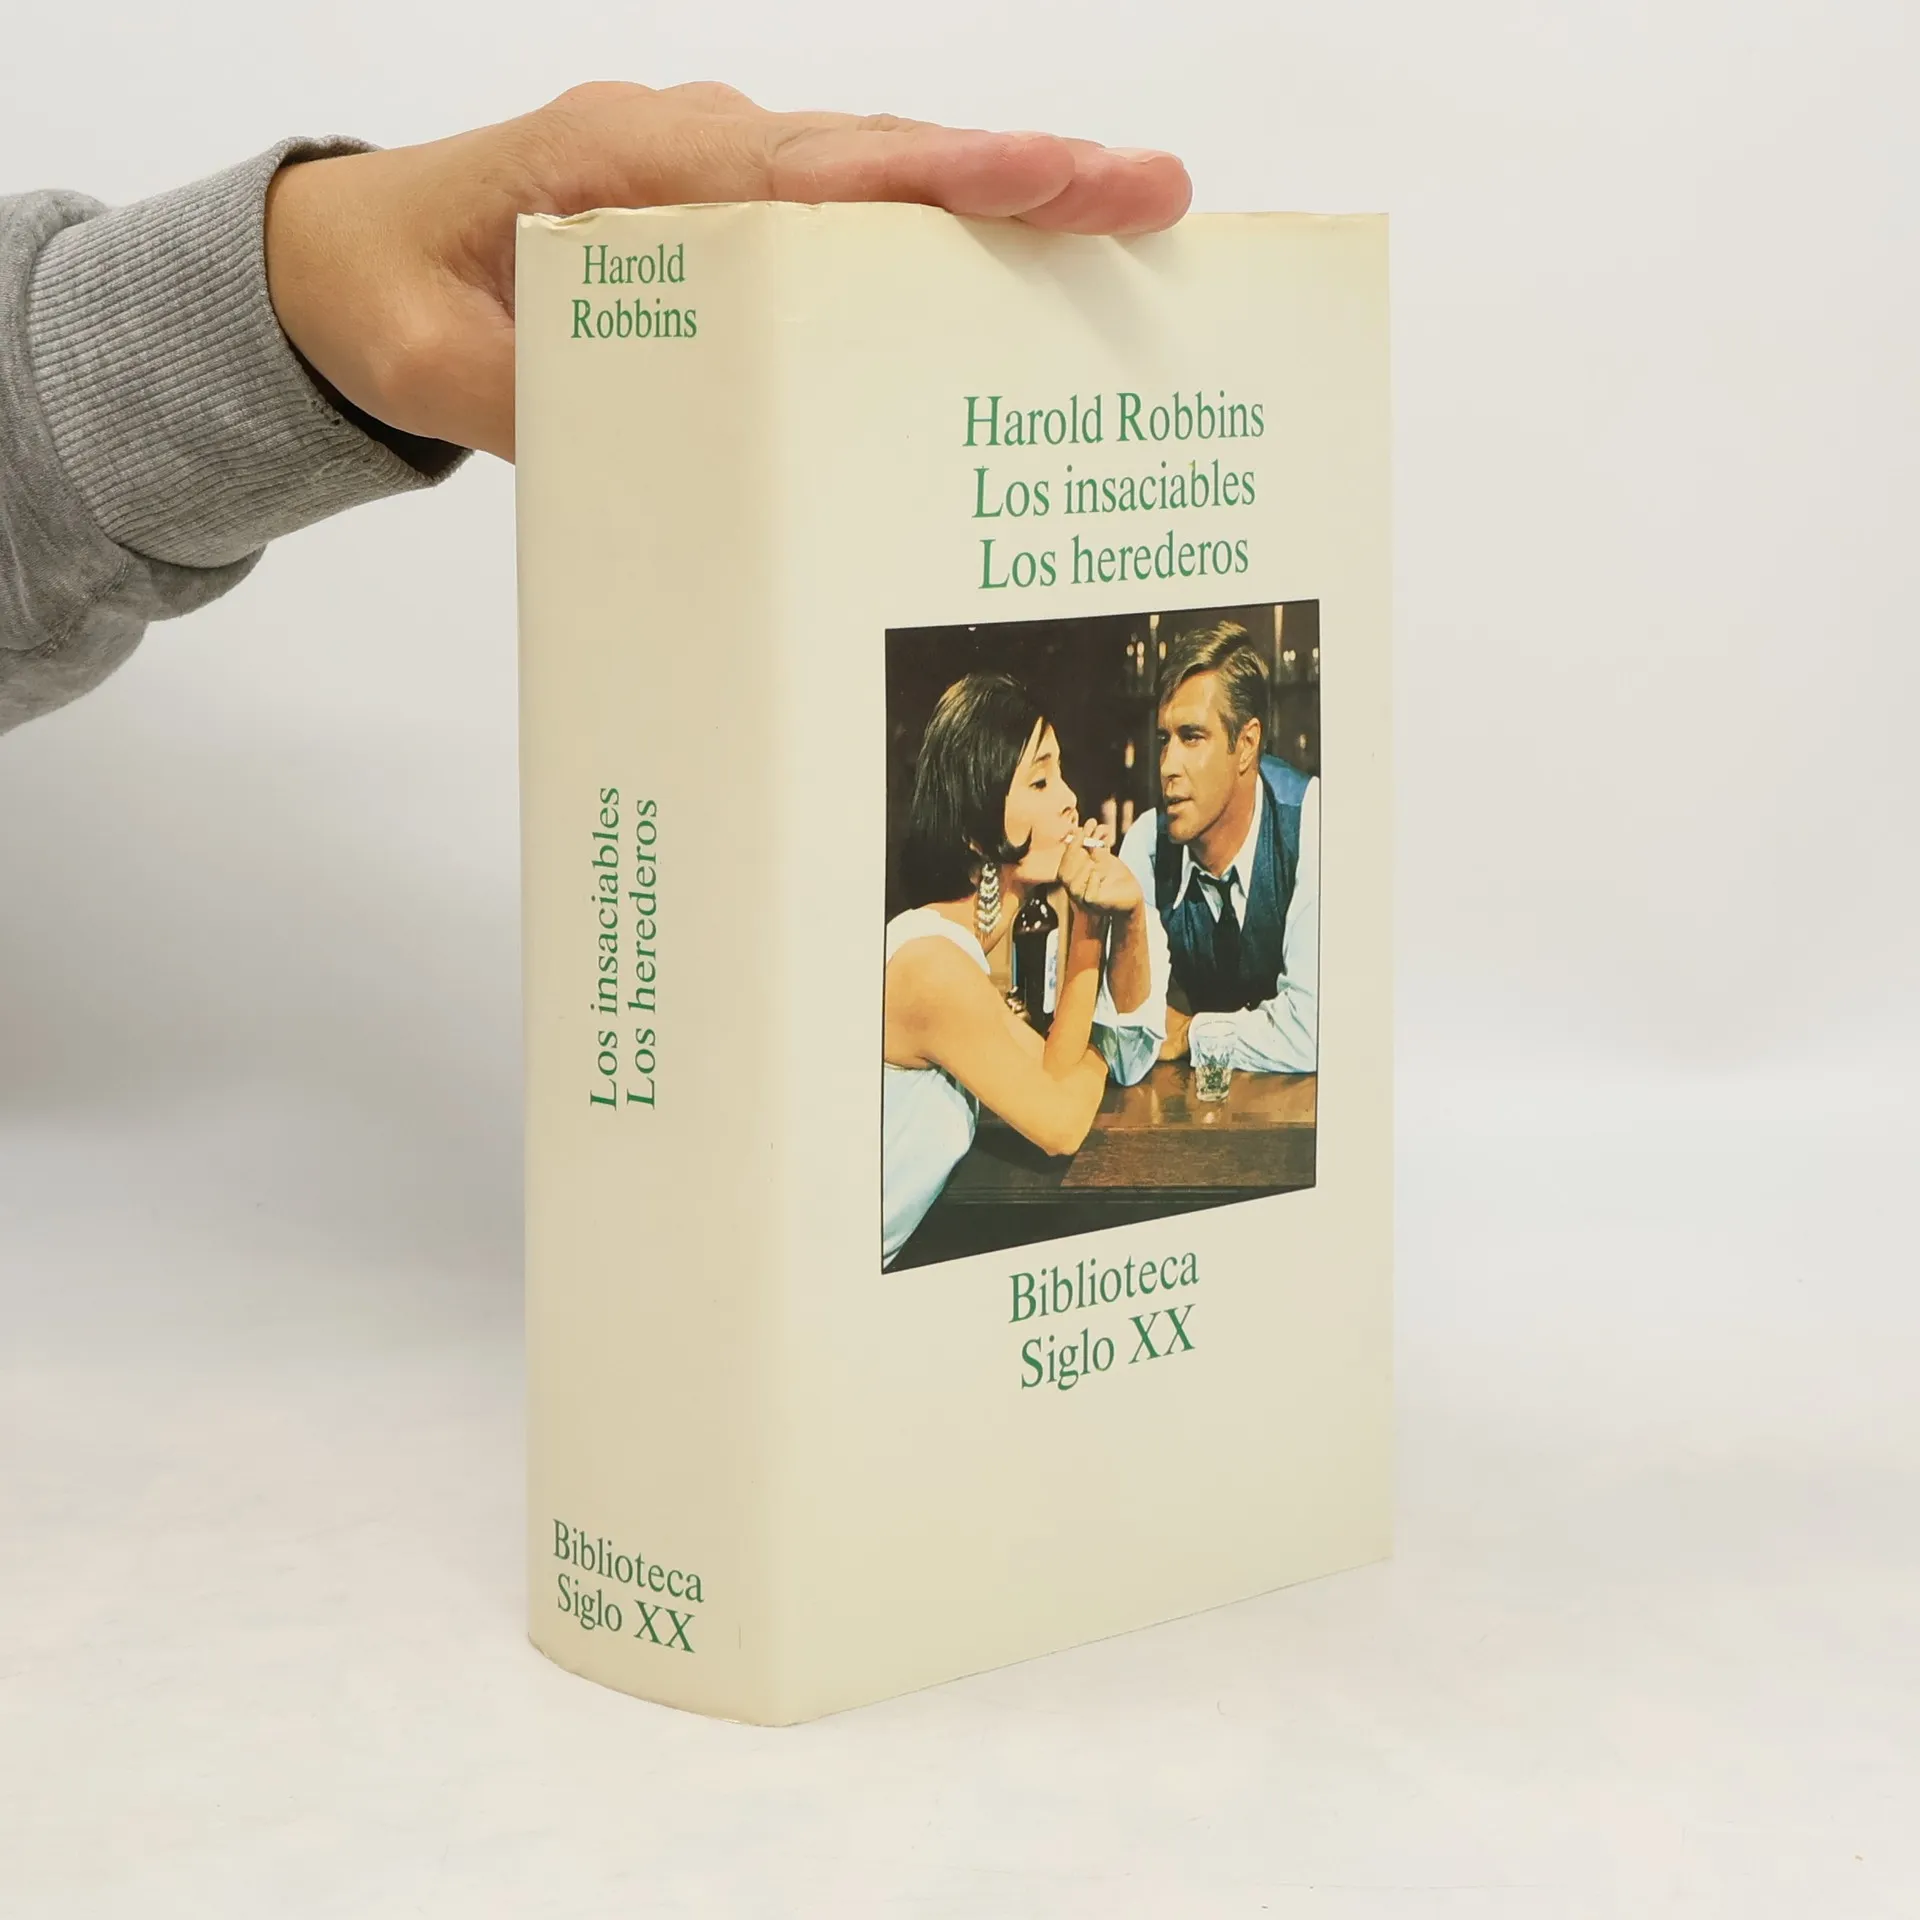 Harold
Robbins
Los insaciables
Los herederos
Biblioteca
Siglo XX
Harold Robbins
Los insaciables
Los herederos
Biblioteca
Siglo XX